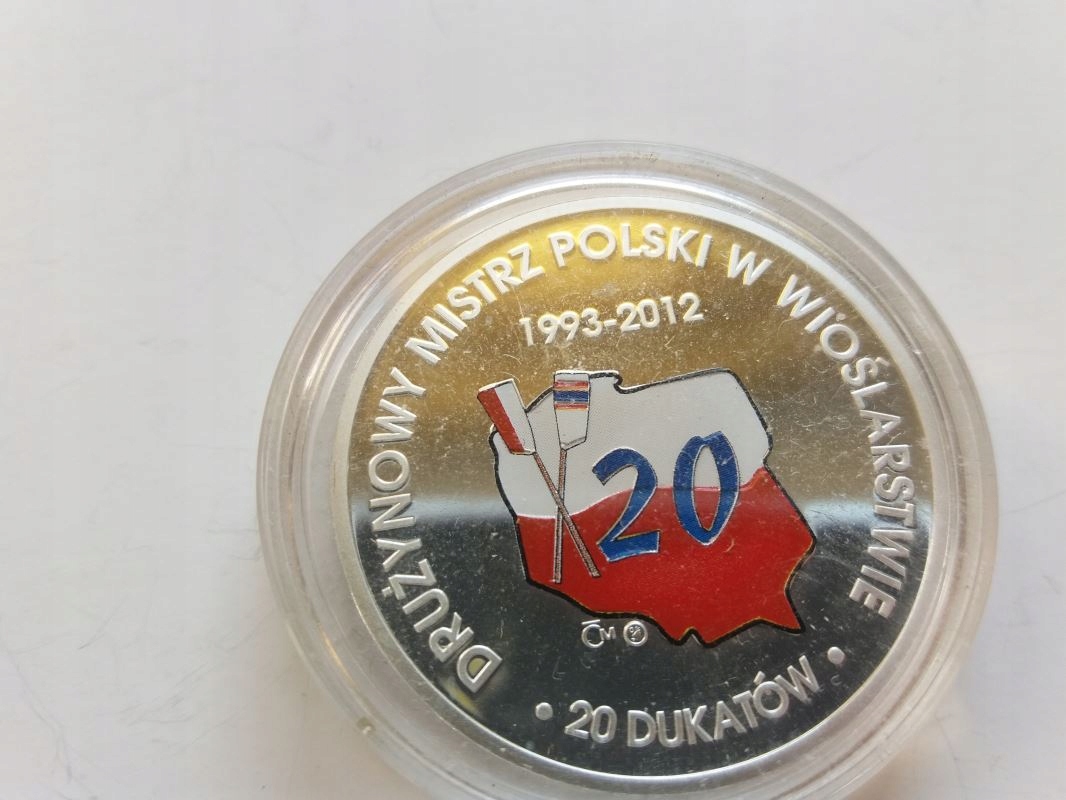 DRUŻYNOWY MISTRZ POLSKI W WIOŚLARSTWIE
1993-2012
20
20 DUKATÓW